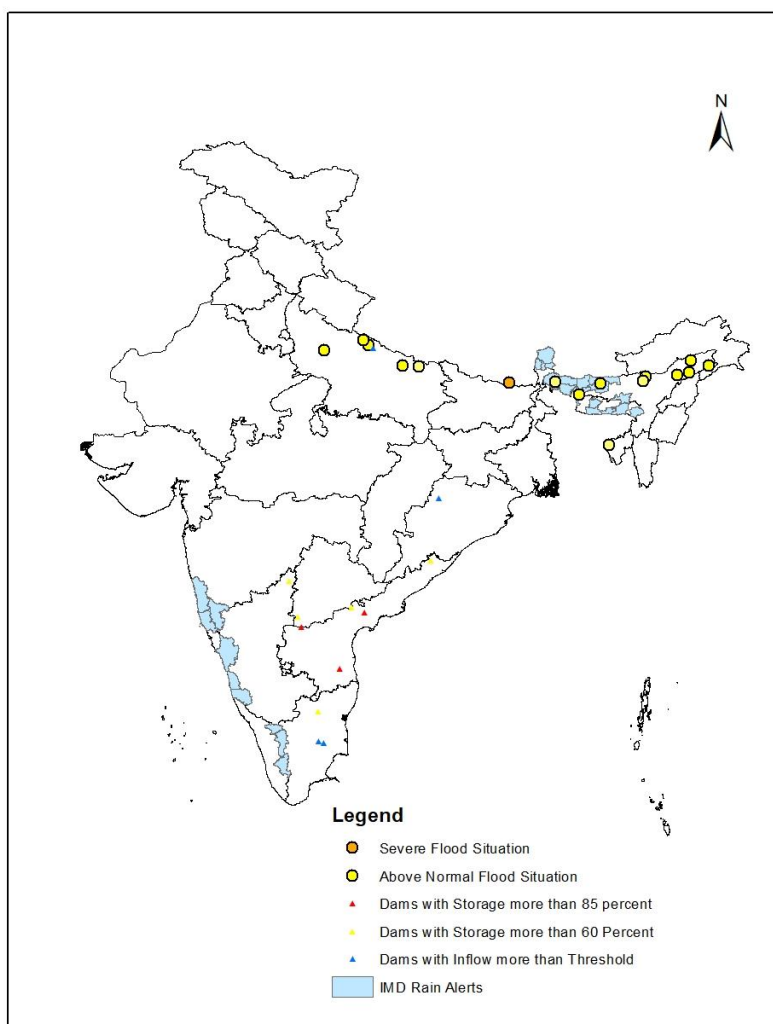 N
Legend
Severe Flood Situation
Above Normal Flood Situation
Dams with Storage more than 85 percent
Dams with Storage more than 60 Percent
Dams with Inflow more than Threshold
IMD Rain Alerts